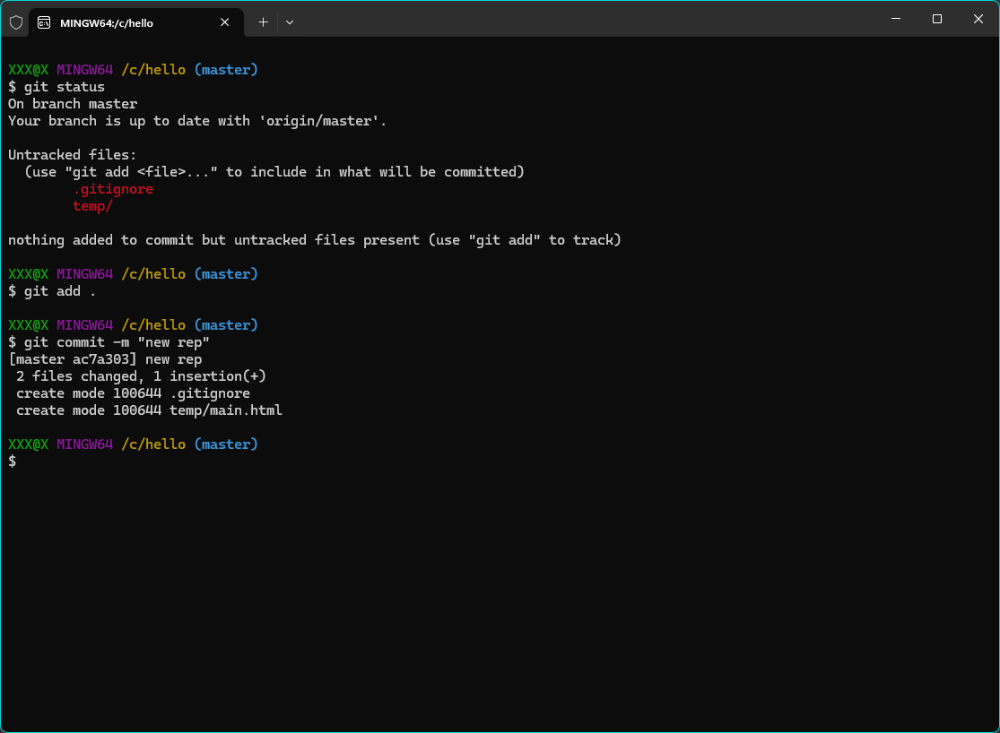 MINGW64:/c/hello
XXX@X MINGW64 /c/hello (master)
$ git status
On branch master
Your branch is up to date with 'origin/master'.
Untracked files:
  (use "git add <file>..." to include in what will be committed)
        .gitignore
        temp/
nothing added to commit but untracked files present (use "git add" to track)
XXX@X MINGW64 /c/hello (master)
$ git add .
XXX@X MINGW64 /c/hello (master)
$ git commit -m "new rep"
[master ac7a303] new rep
 2 files changed, 1 insertion(+)
 create mode 100644 .gitignore
 create mode 100644 temp/main.html
XXX@X MINGW64 /c/hello (master)
$